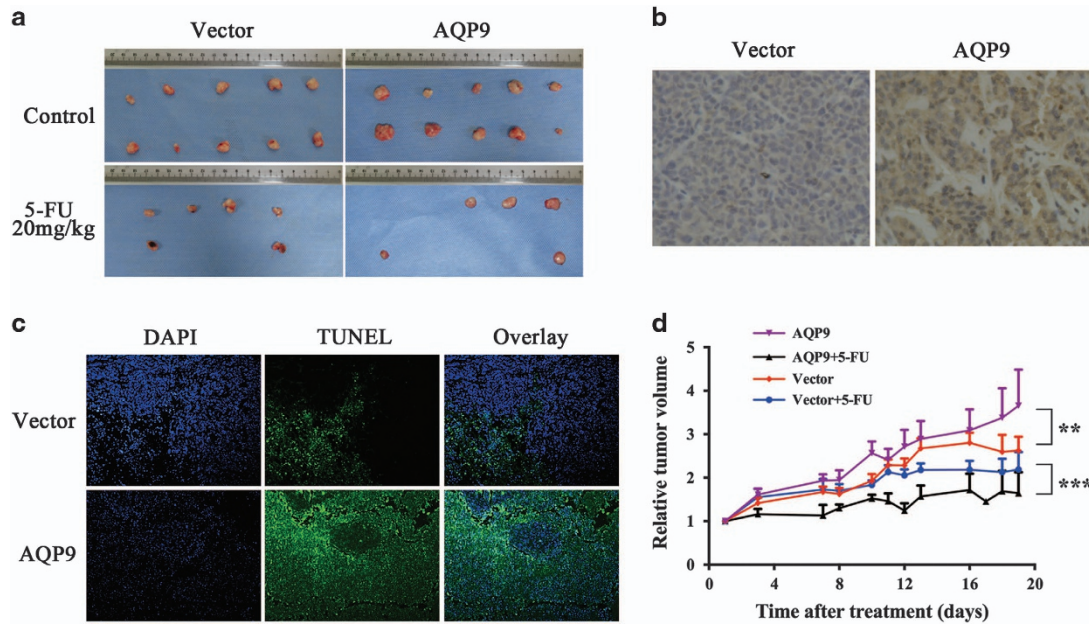 a
Vector AQP9
Control
5-FU
20mg/kg
b
Vector AQP9
c
DAPI TUNEL Overlay
Vector
AQP9
d
AQP9
AQP9+5-FU
Vector
Vector+5-FU
Relative tumor volume
5
4
3
2
1
0
0 4 8 12 16 20
Time after treatment (days)
**
***